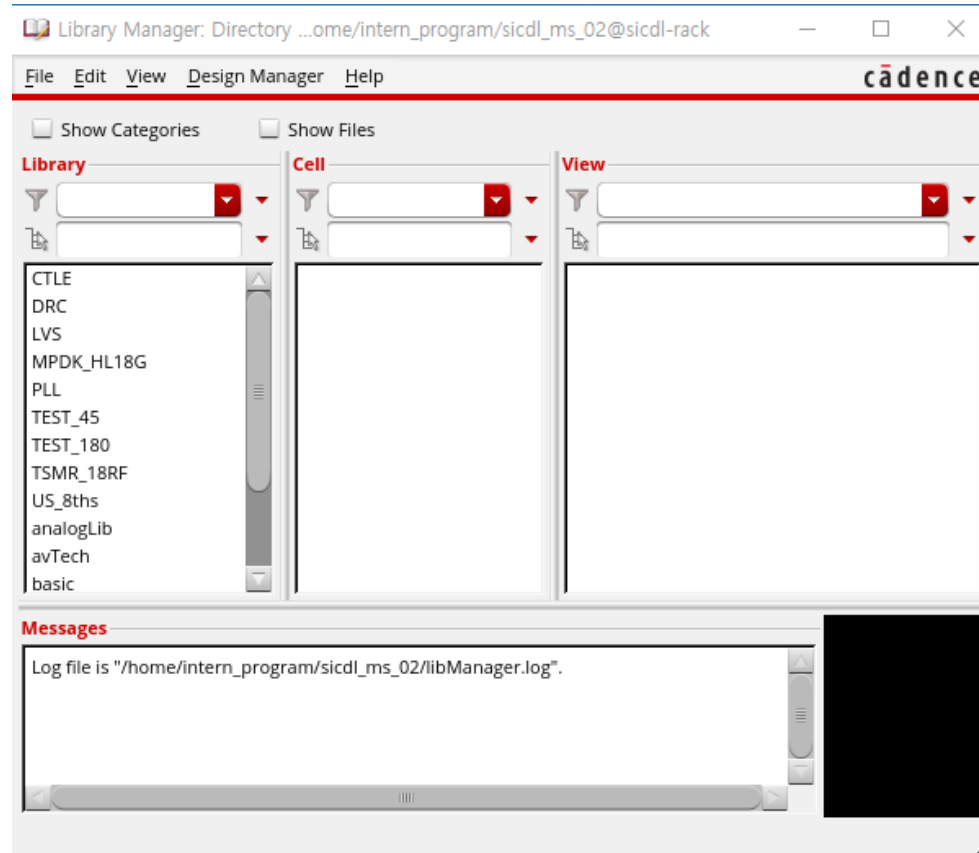 Library Manager: Directory ...ome/intern_program/sicdl_ms_02@sicdl-rack
File Edit View Design Manager Help
cādence
Show Categories Show Files
Library
Cell
View
CTLE
DRC
LVS
MPDK_HL18G
PLL
TEST_45
TEST_180
TSMR_18RF
US_8ths
analogLib
avTech
basic
Messages
Log file is "/home/intern_program/sicdl_ms_02/libManager.log".